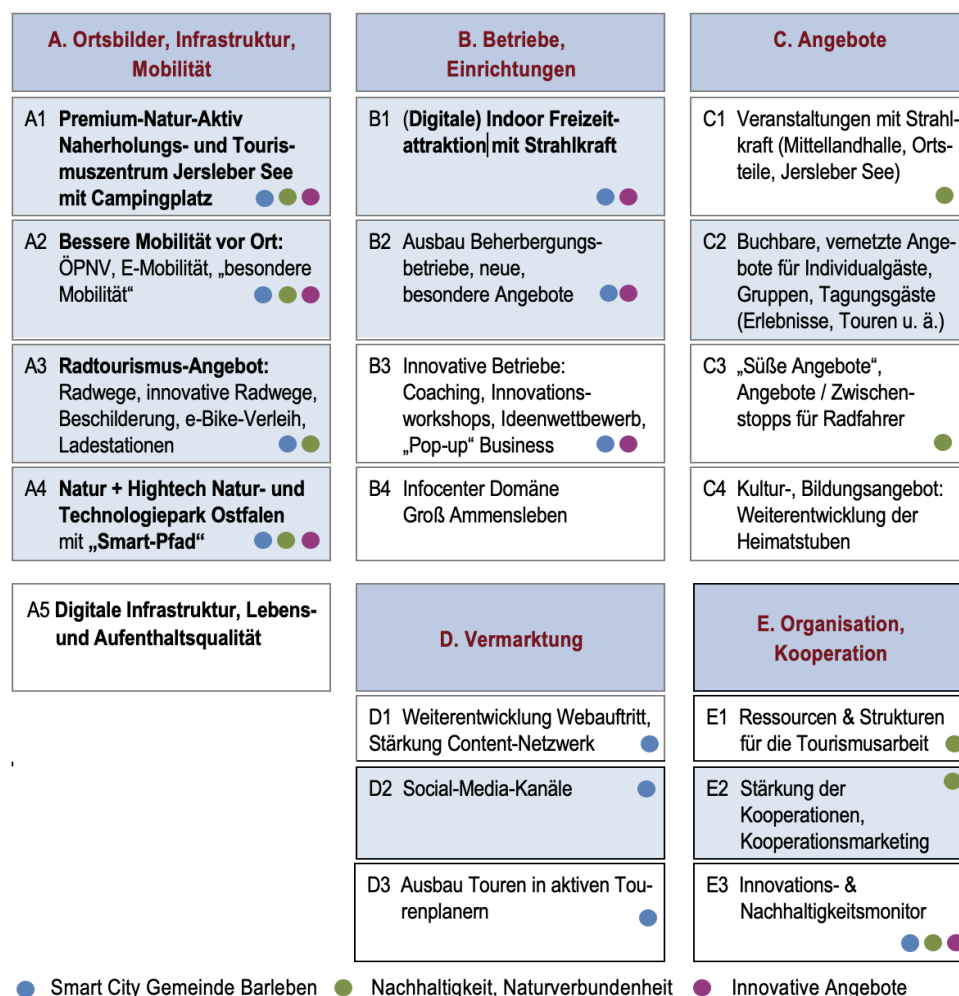 A. Ortsbilder, Infrastruktur,
Mobilität
A1 Premium-Natur-Aktiv
Naherholungs- und Touris-
muszentrum Jersleber See
mit Campingplatz
A2 Bessere Mobilität vor Ort:
ÖPNV, E-Mobilität, „besondere
Mobilität“
A3 Radtourismus-Angebot:
Radwege, innovative Radwege,
Beschilderung, e-Bike-Verleih,
Ladestationen
A4 Natur + Hightech Natur- und
Technologiepark Ostfalen
mit „Smart-Pfad“
A5 Digitale Infrastruktur, Lebens-
und Aufenthaltsqualität
B. Betriebe,
Einrichtungen
B1 (Digitale) Indoor Freizeit-
attraktion mit Strahlkraft
B2 Ausbau Beherbergungs-
betriebe, neue,
besondere Angebote
B3 Innovative Betriebe:
Coaching, Innovations-
workshops, Ideenwettbewerb,
„Pop-up“ Business
B4 Infocenter Domäne
Groß Ammensleben
C. Angebote
C1 Veranstaltungen mit Strahl-
kraft (Mittellandhalle, Orts-
teile, Jersleber See)
C2 Buchbare, vernetzte Ange-
bote für Individualgäste,
Gruppen, Tagungsgäste
(Erlebnisse, Touren u. ä.)
C3 „Süße Angebote“,
Angebote / Zwischen-
stopps für Radfahrer
C4 Kultur-, Bildungsangebot:
Weiterentwicklung der
Heimatstuben
D. Vermarktung
D1 Weiterentwicklung Webauftritt,
Stärkung Content-Netzwerk
D2 Social-Media-Kanäle
D3 Ausbau Touren in aktiven Tou-
renplanern
E. Organisation,
Kooperation
E1 Ressourcen & Strukturen
für die Tourismusarbeit
E2 Stärkung der
Kooperationen,
Kooperationsmarketing
E3 Innovations- &
Nachhaltigkeitsmonitor
Smart City Gemeinde Barleben Nachhaltigkeit, Naturverbundenheit Innovative Angebote